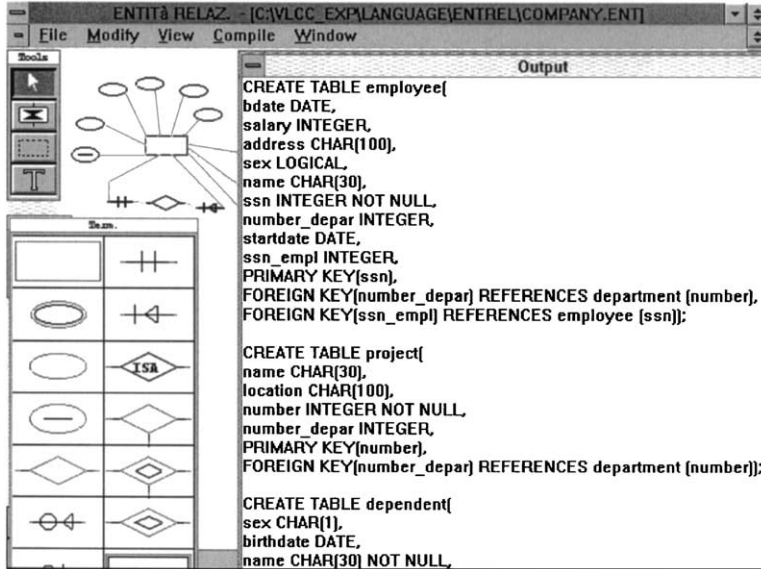 ENTITà RELAZ. - [C:\VLCC_EXP\LANGUAGE\ENTREL\COMPANY.ENT]
File Modify View Compile Window
Tools
T
Term.
ISA
Output
CREATE TABLE employee(
bdate DATE,
salary INTEGER,
address CHAR(100),
sex LOGICAL,
name CHAR(30),
ssn INTEGER NOT NULL,
number_depar INTEGER,
startdate DATE,
ssn_empl INTEGER,
PRIMARY KEY(ssn),
FOREIGN KEY(number_depar) REFERENCES department (number),
FOREIGN KEY(ssn_empl) REFERENCES employee (ssn));
CREATE TABLE project(
name CHAR(30),
location CHAR(100),
number INTEGER NOT NULL,
number_depar INTEGER,
PRIMARY KEY(number),
FOREIGN KEY(number_depar) REFERENCES department (number));
CREATE TABLE dependent(
sex CHAR(1),
birthdate DATE,
name CHAR(30) NOT NULL,